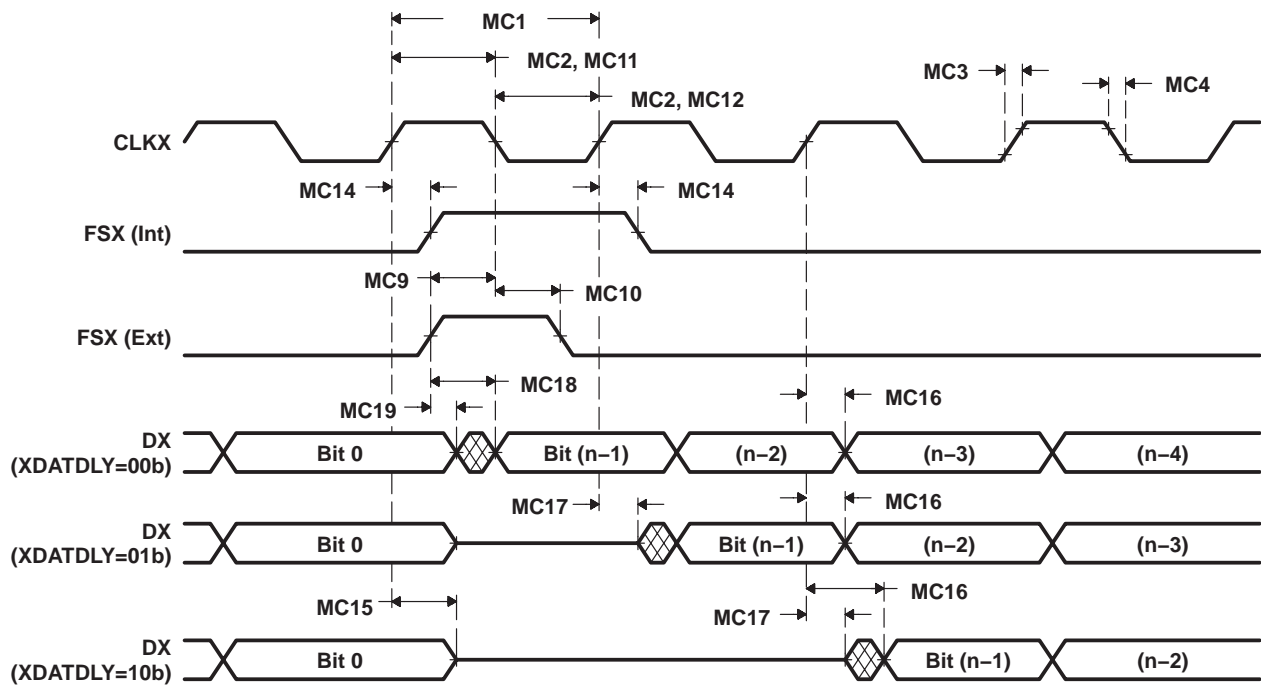 MC1
MC2, MC11
MC3
MC4
MC2, MC12
CLKX
MC14
MC14
FSX (Int)
MC9
MC10
FSX (Ext)
MC18
MC19
MC16
DX
(XDATDLY=00b)
Bit 0
Bit (n−1)
(n−2)
(n−3)
(n−4)
MC17
MC16
DX
(XDATDLY=01b)
Bit 0
Bit (n−1)
(n−2)
(n−3)
MC15
MC17
MC16
DX
(XDATDLY=10b)
Bit 0
Bit (n−1)
(n−2)